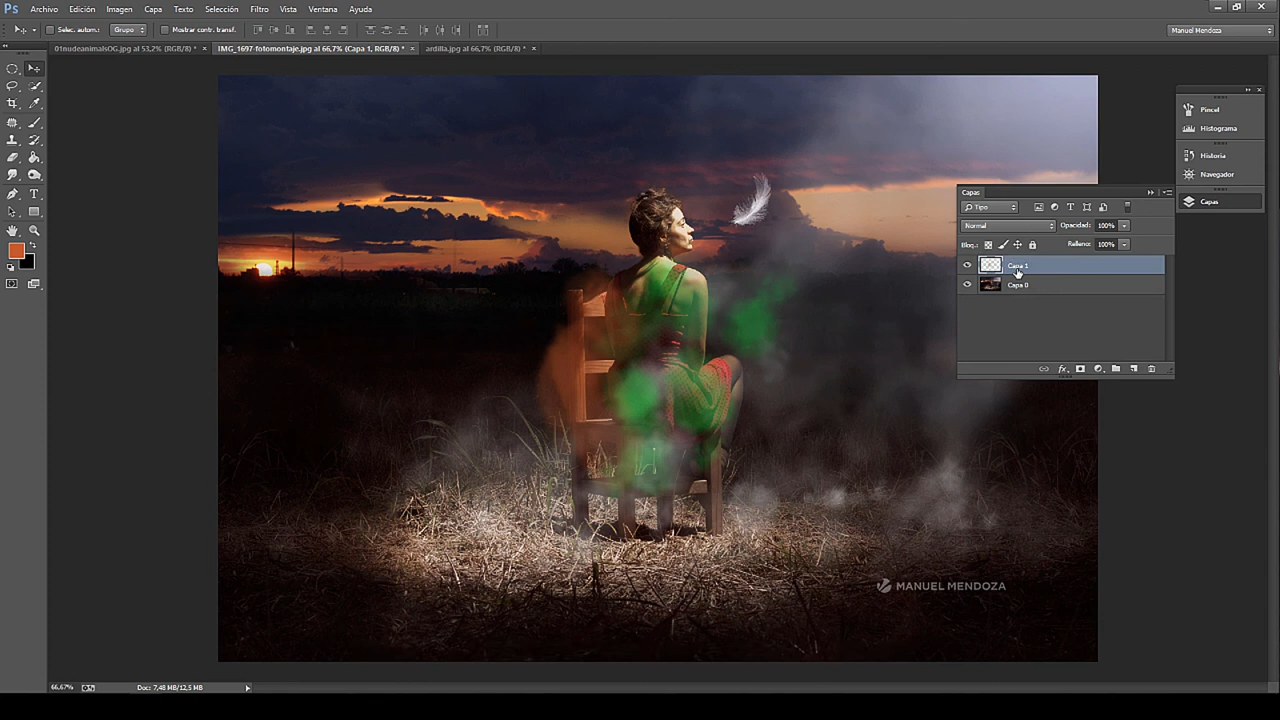 Ps Archivo Edición Imagen Capa Texto Selección Filtro Vista Ventana Ayuda
Selec. autom.: Grupo Mostrar contr. transf. Manuel Mendoza
01nudeanimalsOG.jpg al 53,2% (RGB/8) * × IMG_1697-fotomontaje.jpg al 66,7% (Capa 1, RGB/8) * × ardilla.jpg al 66,7% (RGB/8) * ×
Pincel
Histograma
Historia
Navegador
Capas
Capas
Tipo
Normal Opacidad: 100%
Bloq.: Relleno: 100%
Capa 1
Capa 0
fx
MANUEL MENDOZA
66,67% Doc: 7,48 MB/12,5 MB